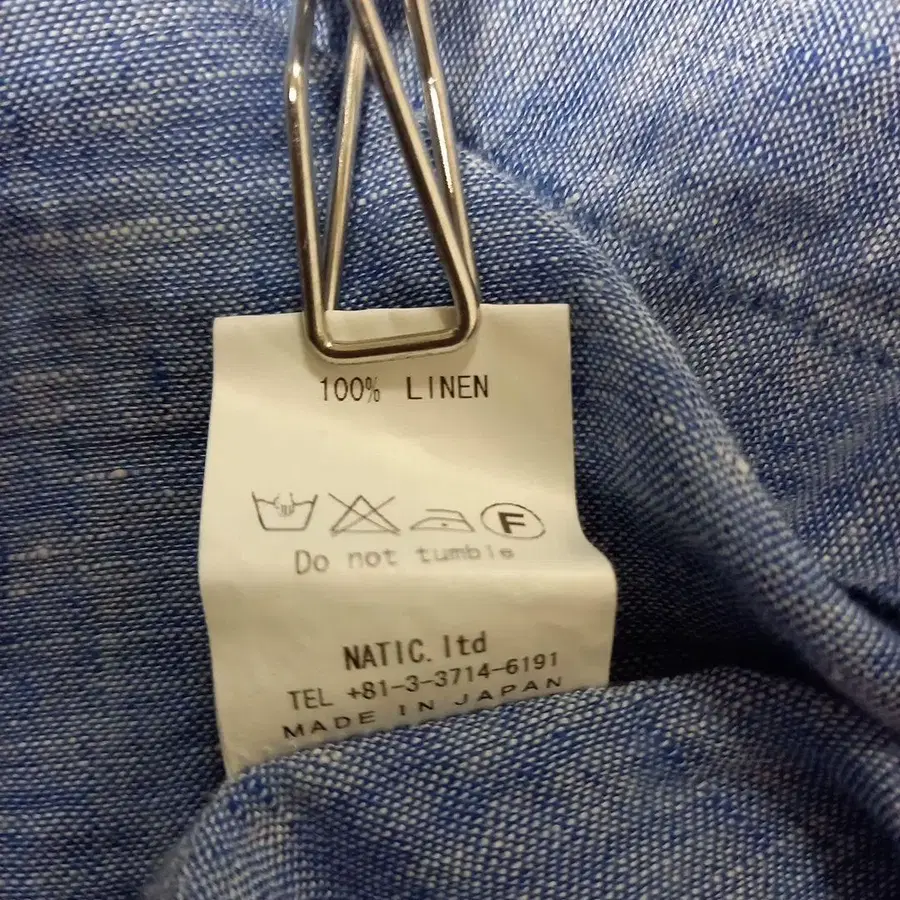 100% LINEN
F
Do not tumble
NATIC. ltd
TEL +81-3-3714-6191
MADE IN JAPAN